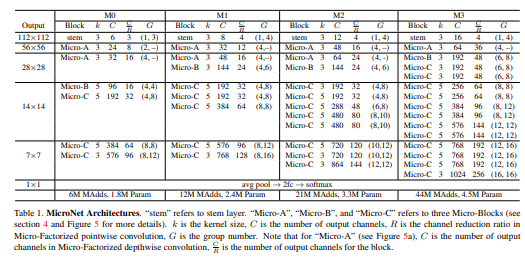 M0 M1 M2 M3
Output Block k C C/R G Block k C C/R G Block k C C/R G Block k C C/R G
112×112 stem 3 6 3 (1, 3) stem 3 8 4 (1, 4) stem 3 12 4 (1, 4) stem 3 16 4 (1, 4)
56×56 Micro-A 3 24 8 (2, –) Micro-A 3 32 12 (4,–) Micro-A 3 48 16 (4,–) Micro-A 3 64 36 (4,–)
Micro-A 3 32 16 (4,–) Micro-A 3 48 16 (4,–) Micro-A 3 64 24 (4,–) Micro-B 3 192 48 (6, 8)
28×28 Micro-B 3 144 24 (4,6) Micro-B 3 144 24 (4, 6) Micro-C 3 192 48 (6, 8)
Micro-C 3 192 48 (6, 8)
Micro-B 5 96 16 (4,4) Micro-C 5 192 32 (4,8) Micro-C 5 192 32 (4,8) Micro-C 5 256 64 (8,8)
Micro-C 5 192 32 (4,8) Micro-C 5 192 32 (4,8) Micro-C 5 192 32 (4,8) Micro-C 5 256 64 (8,8)
14×14 Micro-C 5 384 64 (8,8) Micro-C 5 288 48 (6,8) Micro-C 5 384 96 (8, 12)
Micro-C 5 480 80 (8,10) Micro-C 5 384 96 (8, 12)
Micro-C 5 480 80 (8,10) Micro-C 5 576 144 (12, 12)
Micro-C 5 576 144 (12, 12)
Micro-C 5 384 64 (8,8) Micro-C 5 576 96 (8,12) Micro-C 5 720 120 (10,12) Micro-C 5 768 192 (12, 16)
7×7 Micro-C 3 576 96 (8,12) Micro-C 3 768 128 (8,16) Micro-C 3 720 120 (10,12) Micro-C 5 768 192 (12, 16)
Micro-C 3 864 144 (12,12) Micro-C 5 768 192 (12, 16)
Micro-C 3 1024 256 (16, 16)
1×1 avg pool → 2fc → softmax
6M MAdds, 1.8M Param 12M MAdds, 2.4M Param 21M MAdds, 3.3M Param 44M MAdds, 4.5M Param
Table 1. MicroNet Architectures. "stem" refers to stem layer. "Micro-A", "Micro-B", and "Micro-C" refers to three Micro-Blocks (see
section 4 and Figure 5 for more details). k is the kernel size, C is the number of output channels, R is the channel reduction ratio in
Micro-Factorized pointwise convolution, G is the group number. Note that for "Micro-A" (see Figure 5a), C is the number of output
channels in Micro-Factorized depthwise convolution, C/R is the number of output channels for the block.